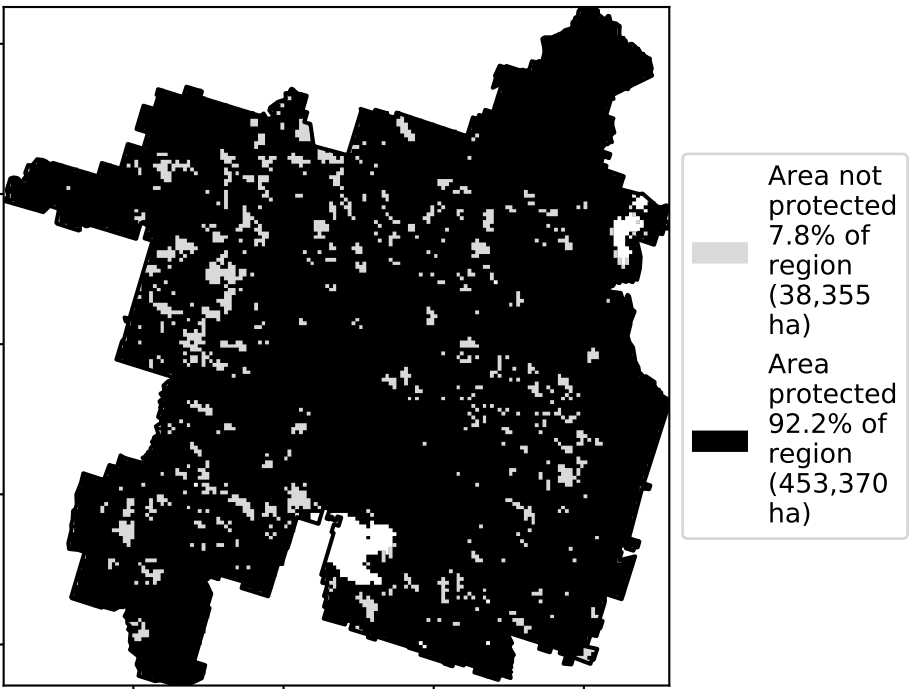 Area not
protected
7.8% of
region
(38,355
ha)
Area
protected
92.2% of
region
(453,370
ha)